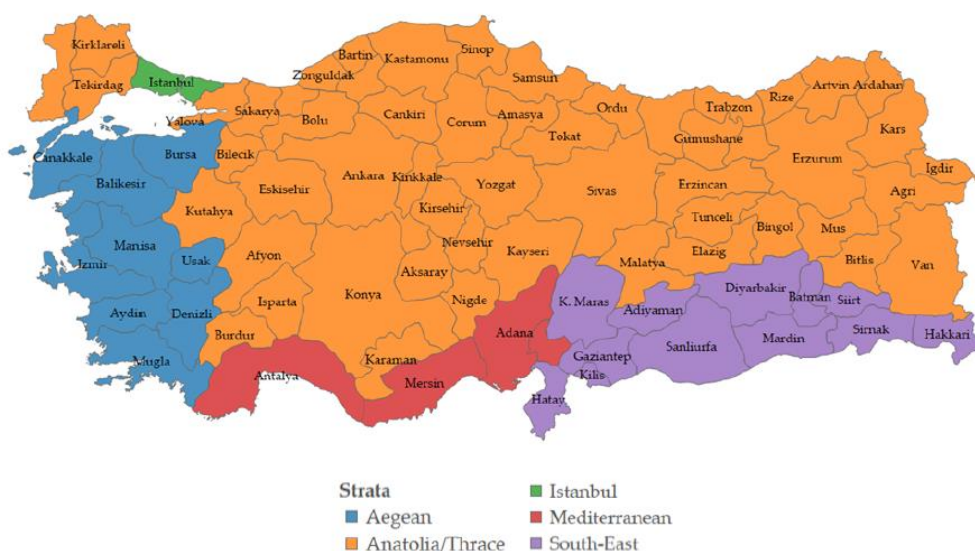 Kirklareli
Tekirdag
Istanbul
Yalova
Sakarya
Zonguldak
Bartin
Kastamonu
Sinop
Samsun
Bolu
Cankiri
Corum
Amasya
Ordu
Tokat
Trabzon
Gumushane
Rize
Artvin
Ardahan
Kars
Igdir
Erzurum
Agri
Canakkale
Bursa
Bilecik
Balikesir
Eskisehir
Ankara
Kirikkale
Yozgat
Sivas
Erzincan
Kutahya
Kirsehir
Tunceli
Bingol
Mus
Manisa
Usak
Afyon
Nevsehir
Kayseri
Malatya
Elazig
Bitlis
Van
Izmir
Aksaray
Konya
Nigde
K. Maras
Adiyaman
Diyarbakir
Batman
Siirt
Aydin
Denizli
Isparta
Burdur
Adana
Gaziantep
Sanliurfa
Mardin
Sirnak
Hakkari
Mugla
Antalya
Karaman
Mersin
Kilis
Hatay
Strata
Aegean
Anatolia/Thrace
Istanbul
Mediterranean
South-East